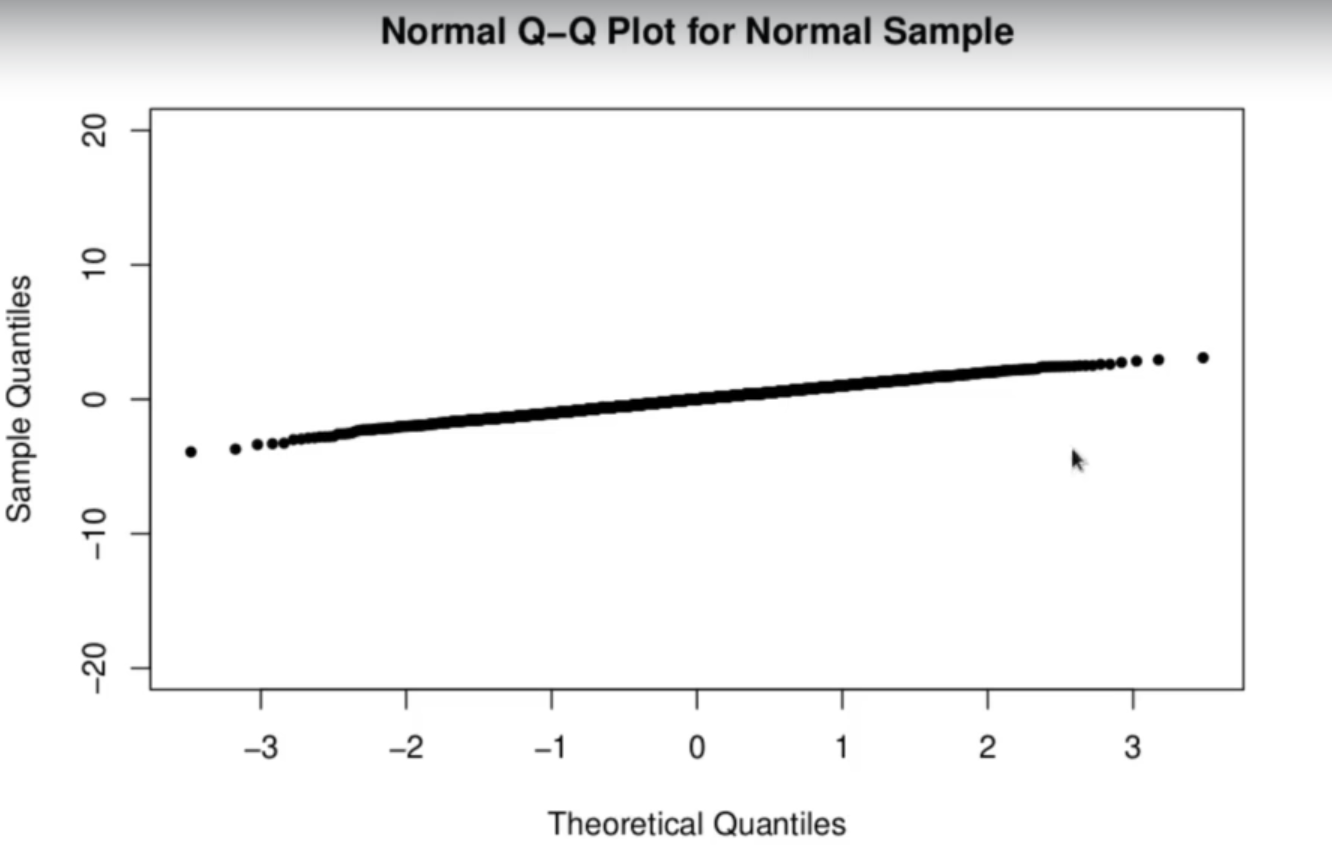 Normal Q–Q Plot for Normal Sample
20
10
0
–10
–20
Sample Quantiles
–3 –2 –1 0 1 2 3
Theoretical Quantiles